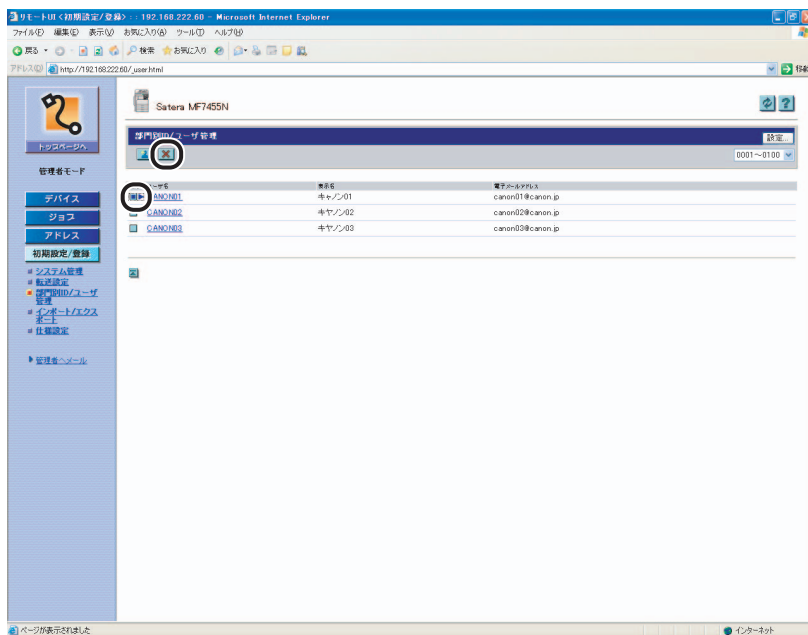 リモートUI <初期設定/登録> : : 192.168.222.60 - Microsoft Internet Explorer
ファイル(F) 編集(E) 表示(V) お気に入り(A) ツール(T) ヘルプ(H)
戻る 検索 お気に入り
アドレス(D) http://192.168.222.60/_user.html 移動
Satera MF7455N
トップページへ
部門別ID/ユーザ管理 設定...
0001～0100
管理者モード
ユーザ名 表示名 電子メールアドレス
ANON01 キャノン01 canon01@canon.jp
CANON02 キヤノン02 canon02@canon.jp
CANON03 キヤノン03 canon03@canon.jp
デバイス
ジョブ
アドレス
初期設定/登録
システム管理
転送設定
部門別ID/ユーザ
管理
インポート/エクス
ポート
仕様設定
管理者へメール
ページが表示されました インターネット